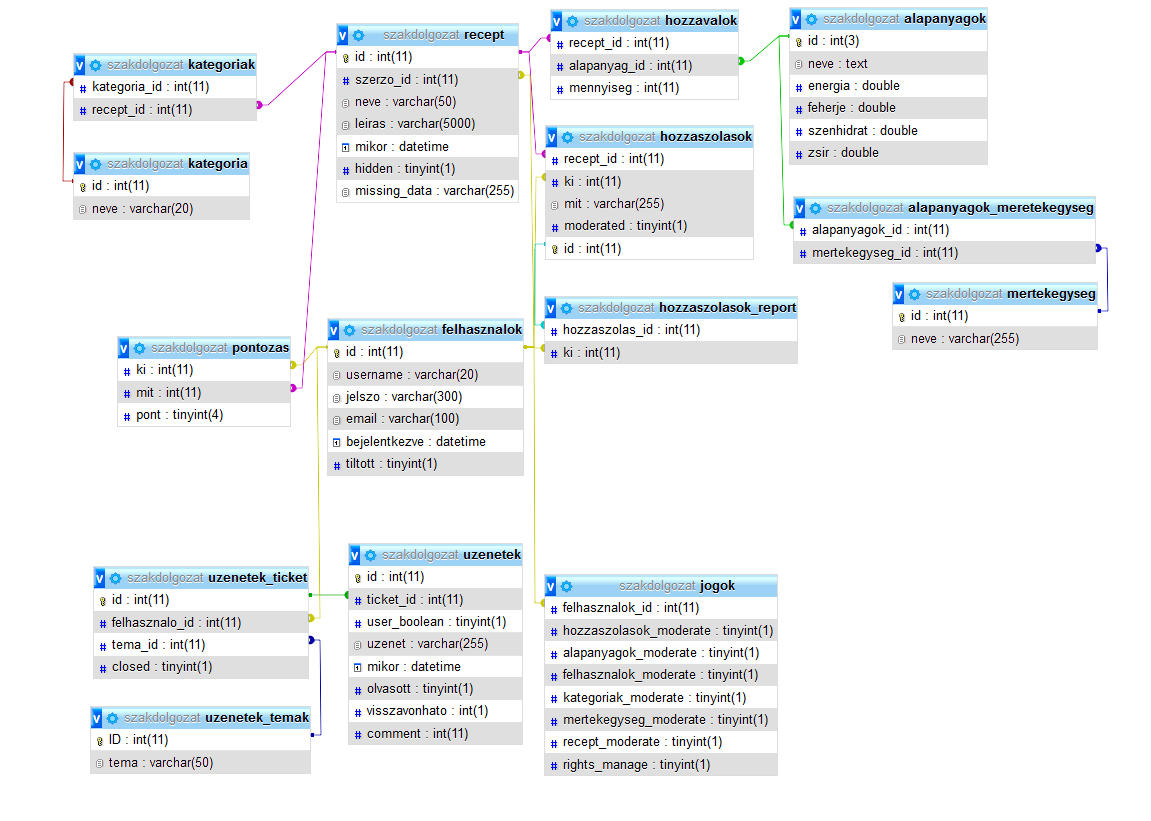 szakdolgozat kategoriak
kategoria_id : int(11)
recept_id : int(11)
szakdolgozat kategoria
id : int(11)
neve : varchar(20)
szakdolgozat recept
id : int(11)
szerzo_id : int(11)
neve : varchar(50)
leiras : varchar(5000)
mikor : datetime
hidden : tinyint(1)
missing_data : varchar(255)
szakdolgozat hozzavalok
recept_id : int(11)
alapanyag_id : int(11)
mennyiseg : int(11)
szakdolgozat alapanyagok
id : int(3)
neve : text
energia : double
feherje : double
szenhidrat : double
zsir : double
szakdolgozat hozzaszolasok
recept_id : int(11)
ki : int(11)
mit : varchar(255)
moderated : tinyint(1)
id : int(11)
szakdolgozat alapanyagok_meretekegyseg
alapanyagok_id : int(11)
mertekegyseg_id : int(11)
szakdolgozat mertekegyseg
id : int(11)
neve : varchar(255)
szakdolgozat hozzaszolasok_report
hozzaszolas_id : int(11)
ki : int(11)
szakdolgozat pontozas
ki : int(11)
mit : int(11)
pont : tinyint(4)
szakdolgozat felhasznalok
id : int(11)
username : varchar(20)
jelszo : varchar(300)
email : varchar(100)
bejelentkezve : datetime
tiltott : tinyint(1)
szakdolgozat uzenetek_ticket
id : int(11)
felhasznalo_id : int(11)
tema_id : int(11)
closed : tinyint(1)
szakdolgozat uzenetek_temak
ID : int(11)
tema : varchar(50)
szakdolgozat uzenetek
id : int(11)
ticket_id : int(11)
user_boolean : tinyint(1)
uzenet : varchar(255)
mikor : datetime
olvasott : tinyint(1)
visszavonhato : int(1)
comment : int(11)
szakdolgozat jogok
felhasznalok_id : int(11)
hozzaszolasok_moderate : tinyint(1)
alapanyagok_moderate : tinyint(1)
felhasznalok_moderate : tinyint(1)
kategoriak_moderate : tinyint(1)
mertekegyseg_moderate : tinyint(1)
recept_moderate : tinyint(1)
rights_manage : tinyint(1)